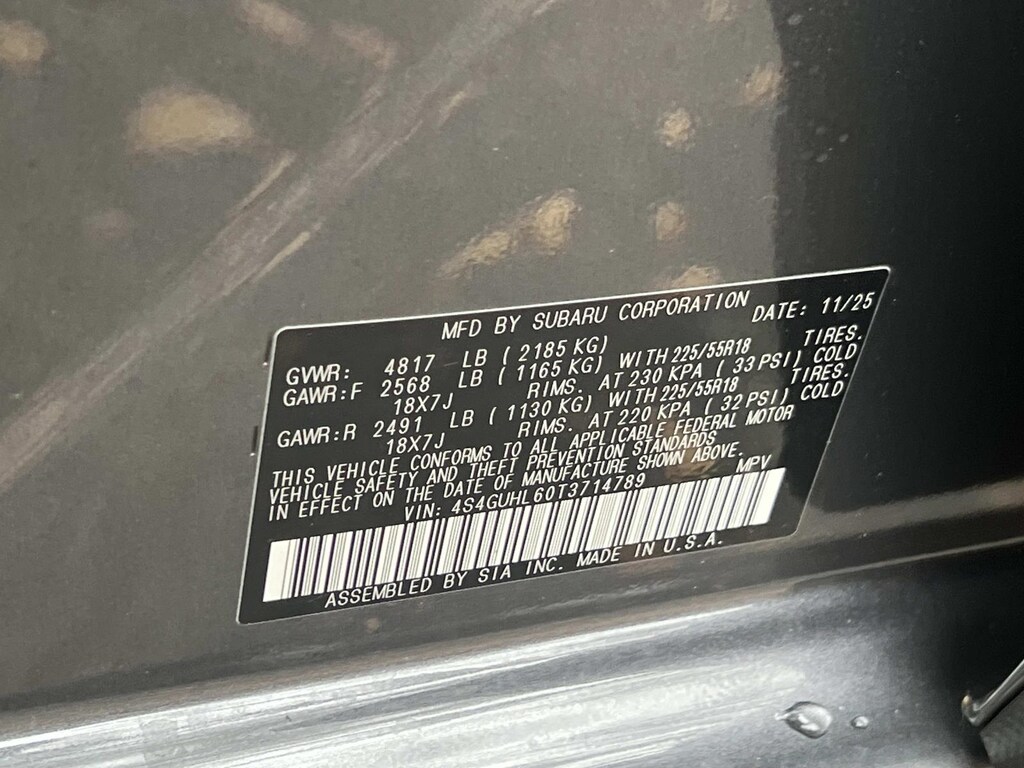 MFD BY SUBARU CORPORATION DATE: 11/25
GVWR: 4817 LB ( 2185 KG)
GAWR:F 2568 LB ( 1165 KG) WITH 225/55R18 TIRES.
18X7J RIMS. AT 230 KPA ( 33 PSI) COLD
GAWR:R 2491 LB ( 1130 KG) WITH 225/55R18 TIRES.
18X7J RIMS. AT 220 KPA ( 32 PSI) COLD
THIS VEHICLE CONFORMS TO ALL APPLICABLE FEDERAL MOTOR
VEHICLE SAFETY AND THEFT PREVENTION STANDARDS
IN EFFECT ON THE DATE OF MANUFACTURE SHOWN ABOVE.
VIN: 4S4GUHL60T3714789 MPV
ASSEMBLED BY SIA INC. MADE IN U.S.A.